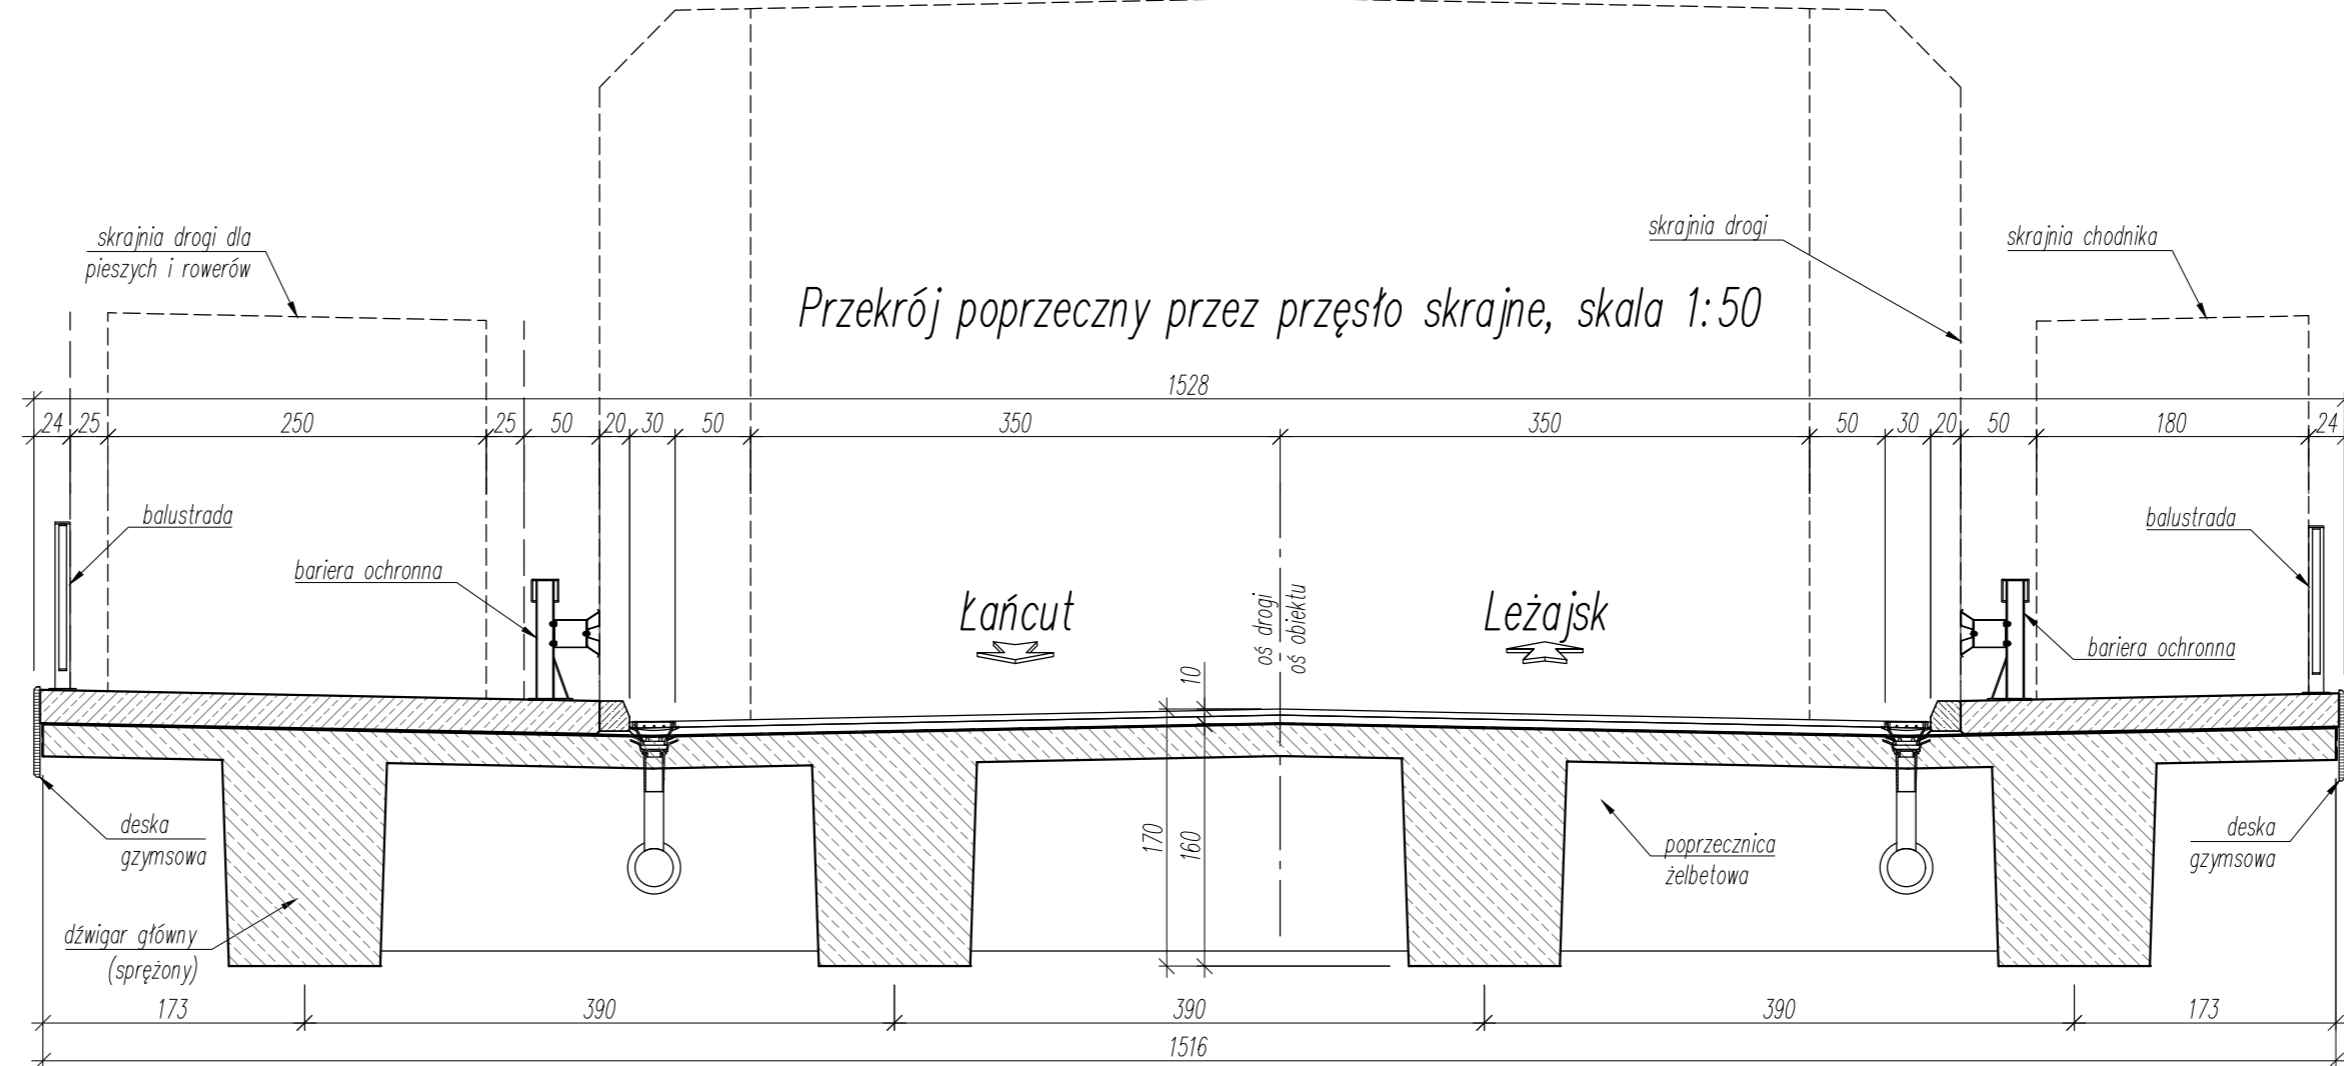 skrajnia drogi dla
pieszych i rowerów
skrajnia drogi
skrajnia chodnika
Przekrój poprzeczny przez przęsło skrajne, skala 1:50
1528
24 25 250 25 50 20 30 50 350 350 50 30 20 50 180 24
balustrada
balustrada
bariera ochronna
bariera ochronna
Łańcut
Leżajsk
oś drogi
oś obiektu
10
170
160
deska
gzymsowa
poprzecznica
żelbetowa
deska
gzymsowa
dźwigar główny
(sprężony)
173 390 390 390 173
1516